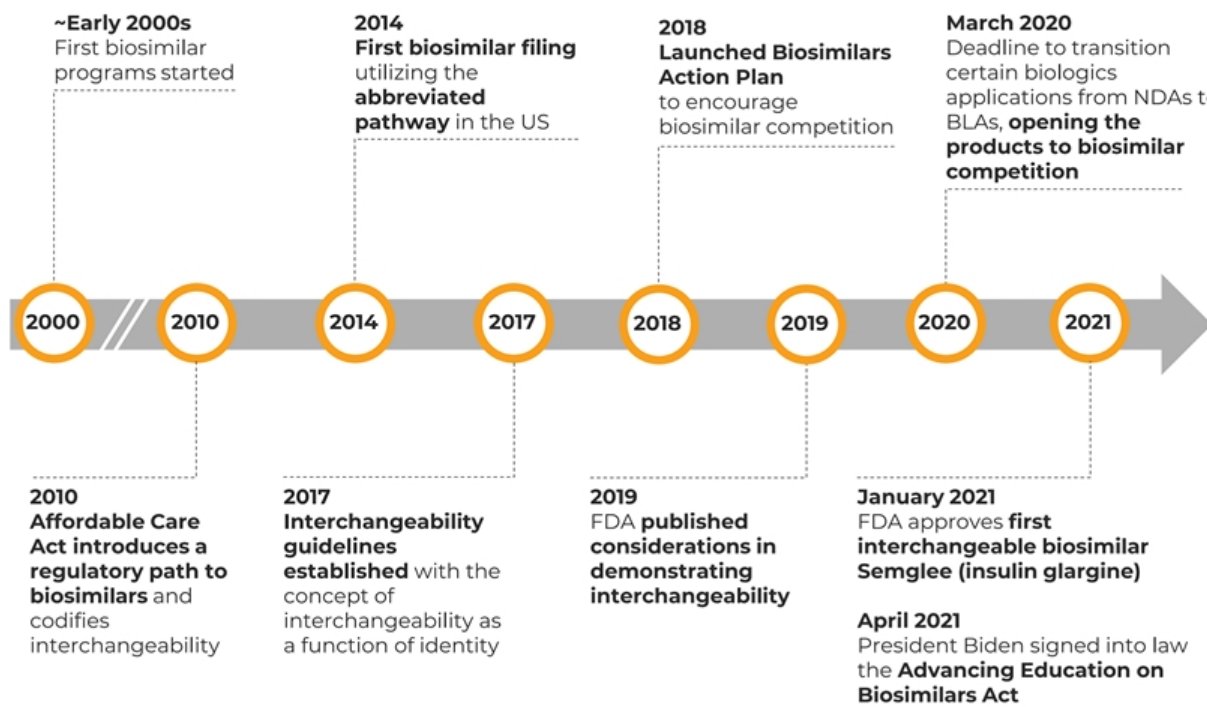 ~Early 2000s
First biosimilar
programs started
2014
First biosimilar filing
utilizing the
abbreviated
pathway in the US
2018
Launched Biosimilars
Action Plan
to encourage
biosimilar competition
March 2020
Deadline to transition
certain biologics
applications from NDAs t
BLAs, opening the
products to biosimilar
competition
2000
2010
2014
2017
2018
2019
2020
2021
2010
Affordable Care
Act introduces a
regulatory path to
biosimilars and
codifies
interchangeability
2017
Interchangeability
guidelines
established with the
concept of
interchangeability as
a function of identity
2019
FDA published
considerations in
demonstrating
interchangeability
January 2021
FDA approves first
interchangeable biosimilar
Semglee (insulin glargine)
April 2021
President Biden signed into law
the Advancing Education on
Biosimilars Act